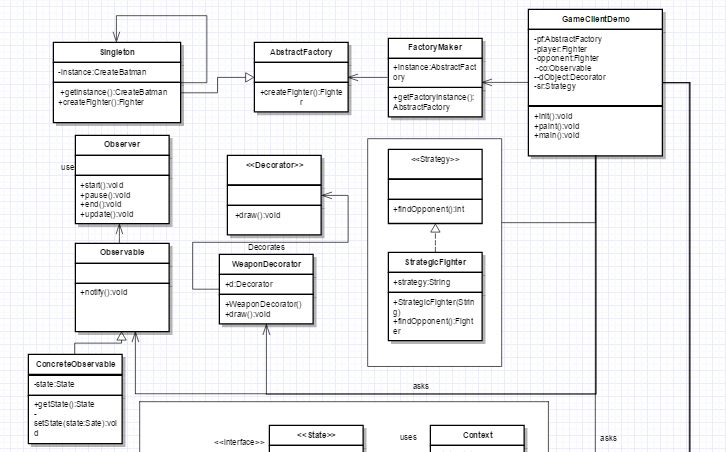 GameClientDemo
-pf:AbstractFactory
-player:Fighter
-opponent:Fighter
-co:Observable
--dObject:Decorator
-sr:Strategy
+init():void
+paint():void
+main():void
Singleton
-instance:CreateBatman
+getInstance():CreateBatman
+createFighter():Fighter
AbstractFactory
+createFighter():Fighte
r
FactoryMaker
+Instance:AbstractFact
ory
+getFactoryInstance():
AbstractFactory
Observer
use
+start():void
+pause():void
+end():void
+update():void
<<Decorator>>
+draw():void
<<Strategy>>
+findOpponent():int
Decorates
Observable
+notify():void
WeaponDecorator
+d:Decorator
+WeaponDecorator()
+draw():void
StrategicFighter
+strategy:String
+StrategicFighter(Strin
g)
+findOpponent():Fight
er
ConcreteObservable
-state:State
+getState():State
-
setState(state:Sate):voi
d
asks
<<Interface>>
<<State>>
uses
Context
asks